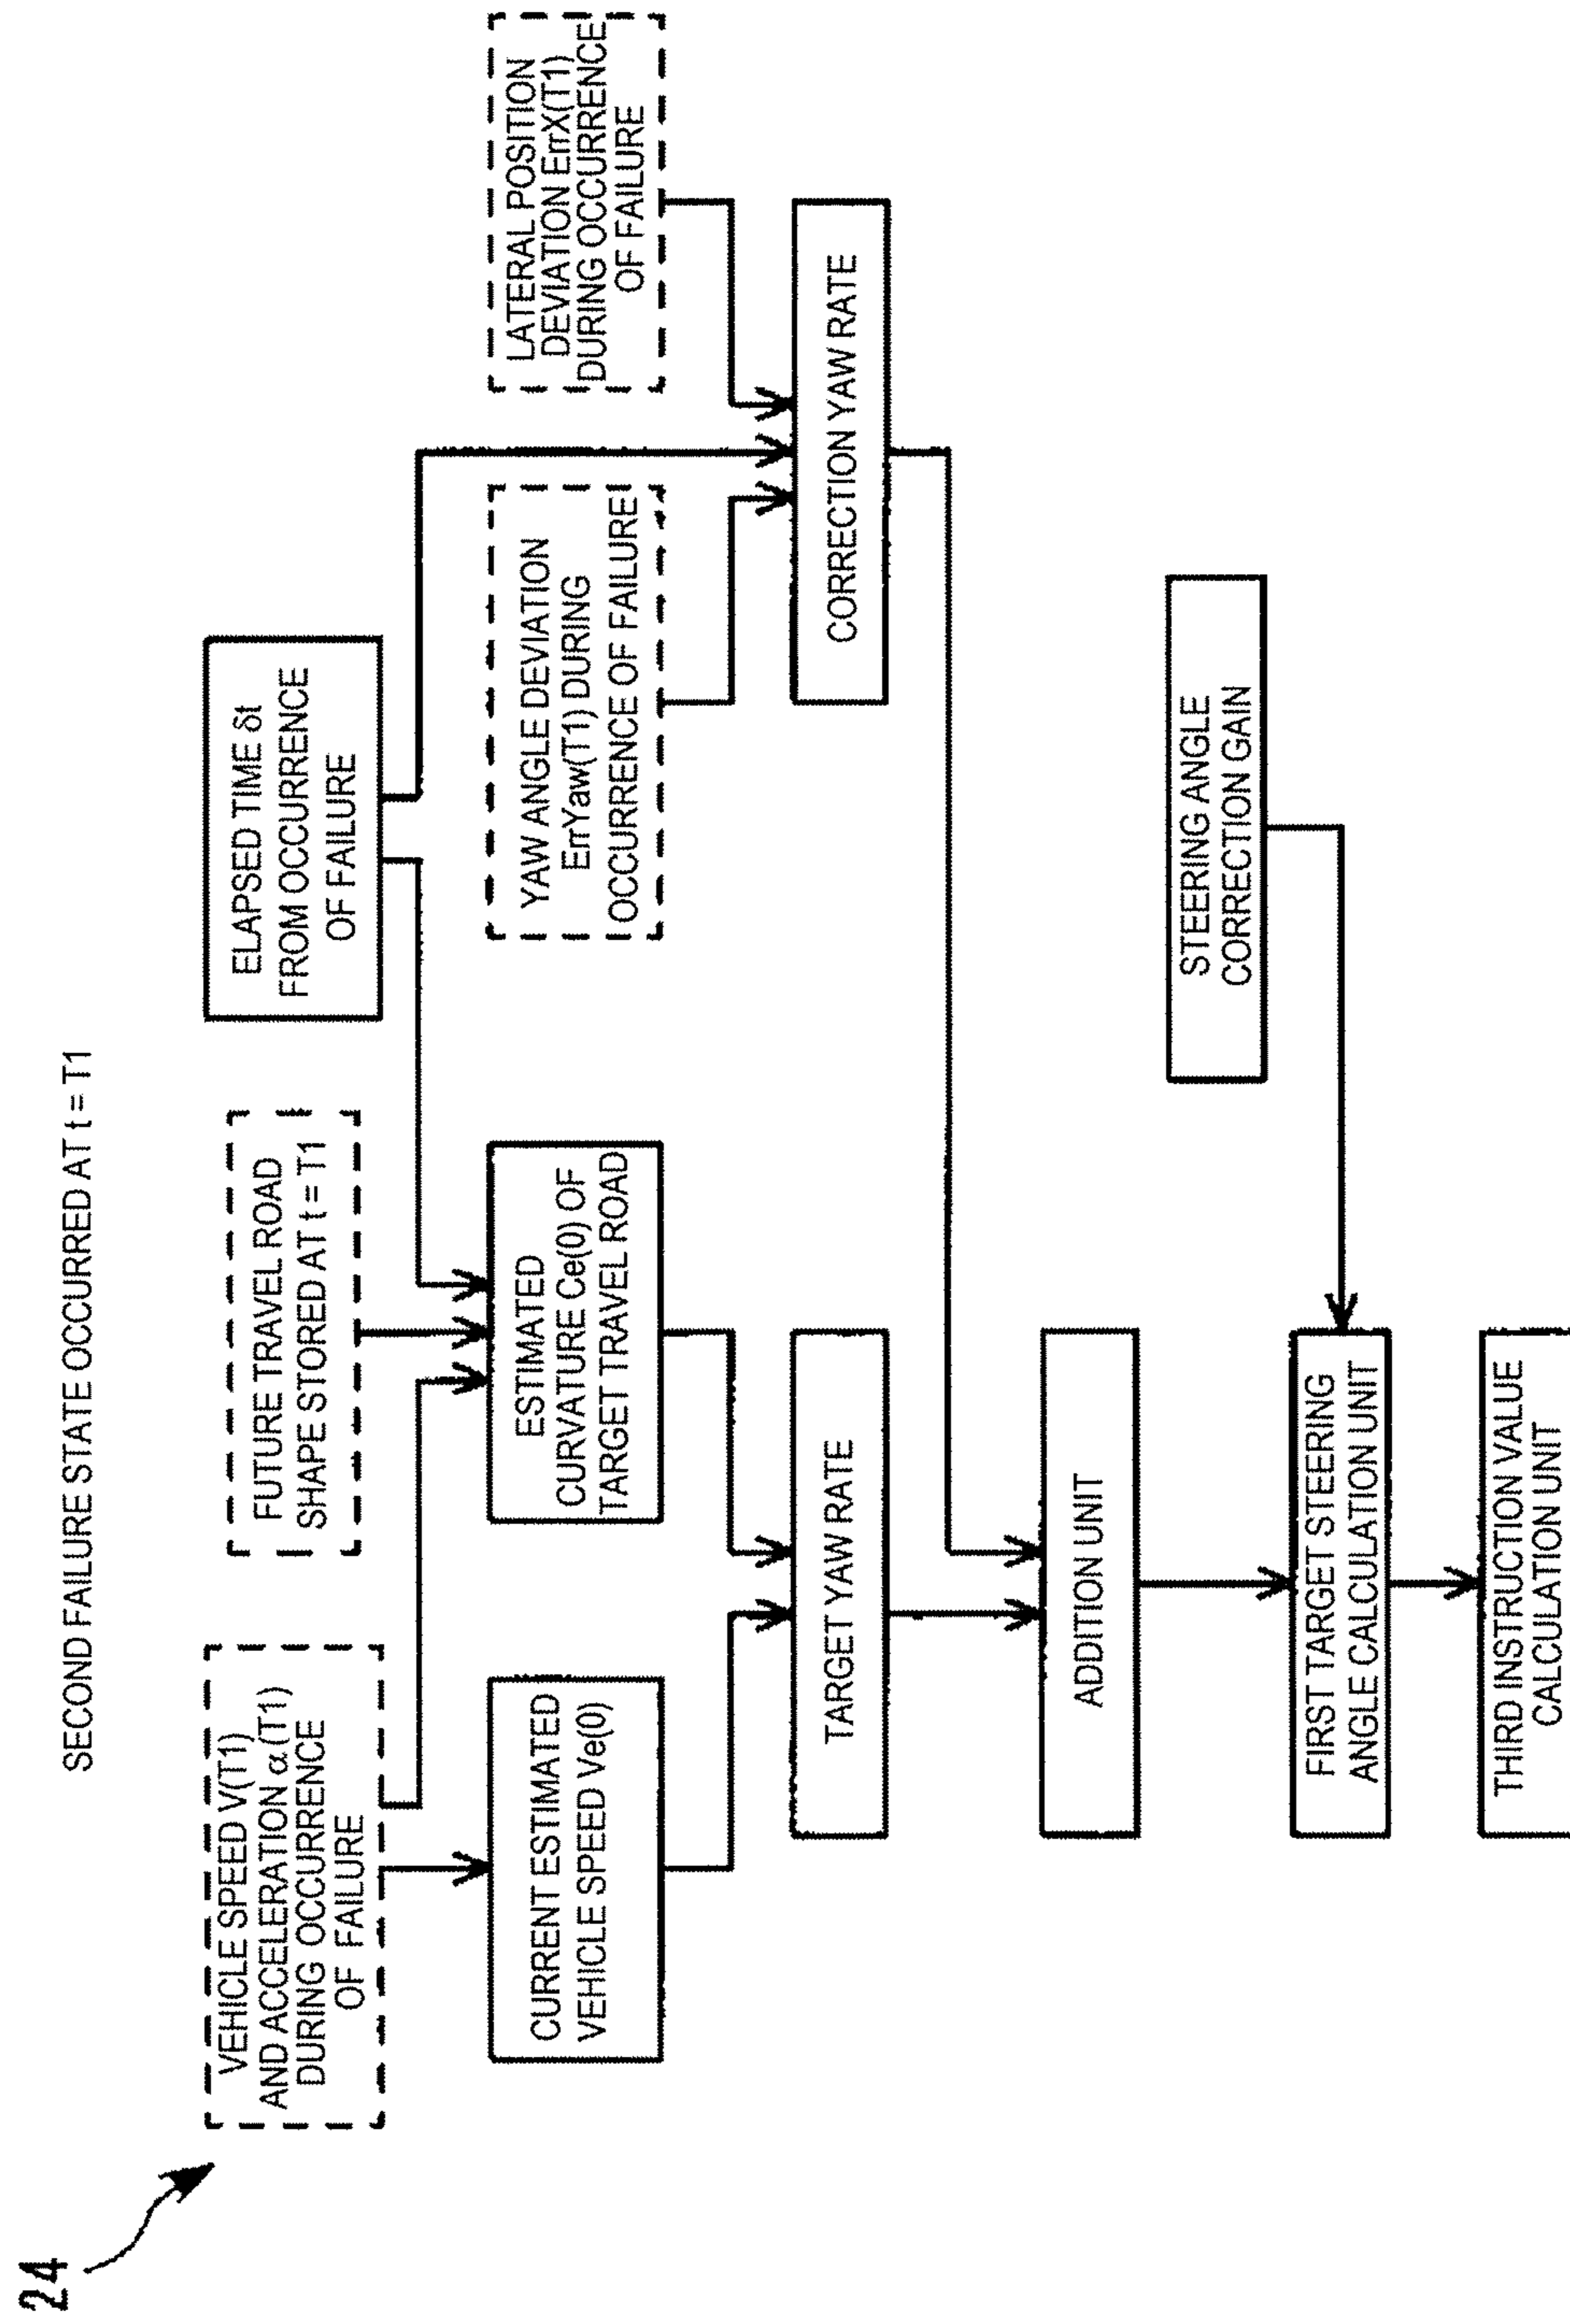 24
SECOND FAILURE STATE OCCURRED AT t = T1
VEHICLE SPEED V(T1)
AND ACCELERATION α(T1)
DURING OCCURRENCE
OF FAILURE
FUTURE TRAVEL ROAD
SHAPE STORED AT t = T1
ELAPSED TIME δt
FROM OCCURRENCE
OF FAILURE
CURRENT ESTIMATED
VEHICLE SPEED Ve(0)
ESTIMATED
CURVATURE Ce(0) OF
TARGET TRAVEL ROAD
YAW ANGLE DEVIATION
ErrYaw(T1) DURING
OCCURRENCE OF FAILURE
LATERAL POSITION
DEVIATION ErrX(T1)
DURING OCCURRENCE
OF FAILURE
TARGET YAW RATE
CORRECTION YAW RATE
ADDITION UNIT
STEERING ANGLE
CORRECTION GAIN
FIRST TARGET STEERING
ANGLE CALCULATION UNIT
THIRD INSTRUCTION VALUE
CALCULATION UNIT